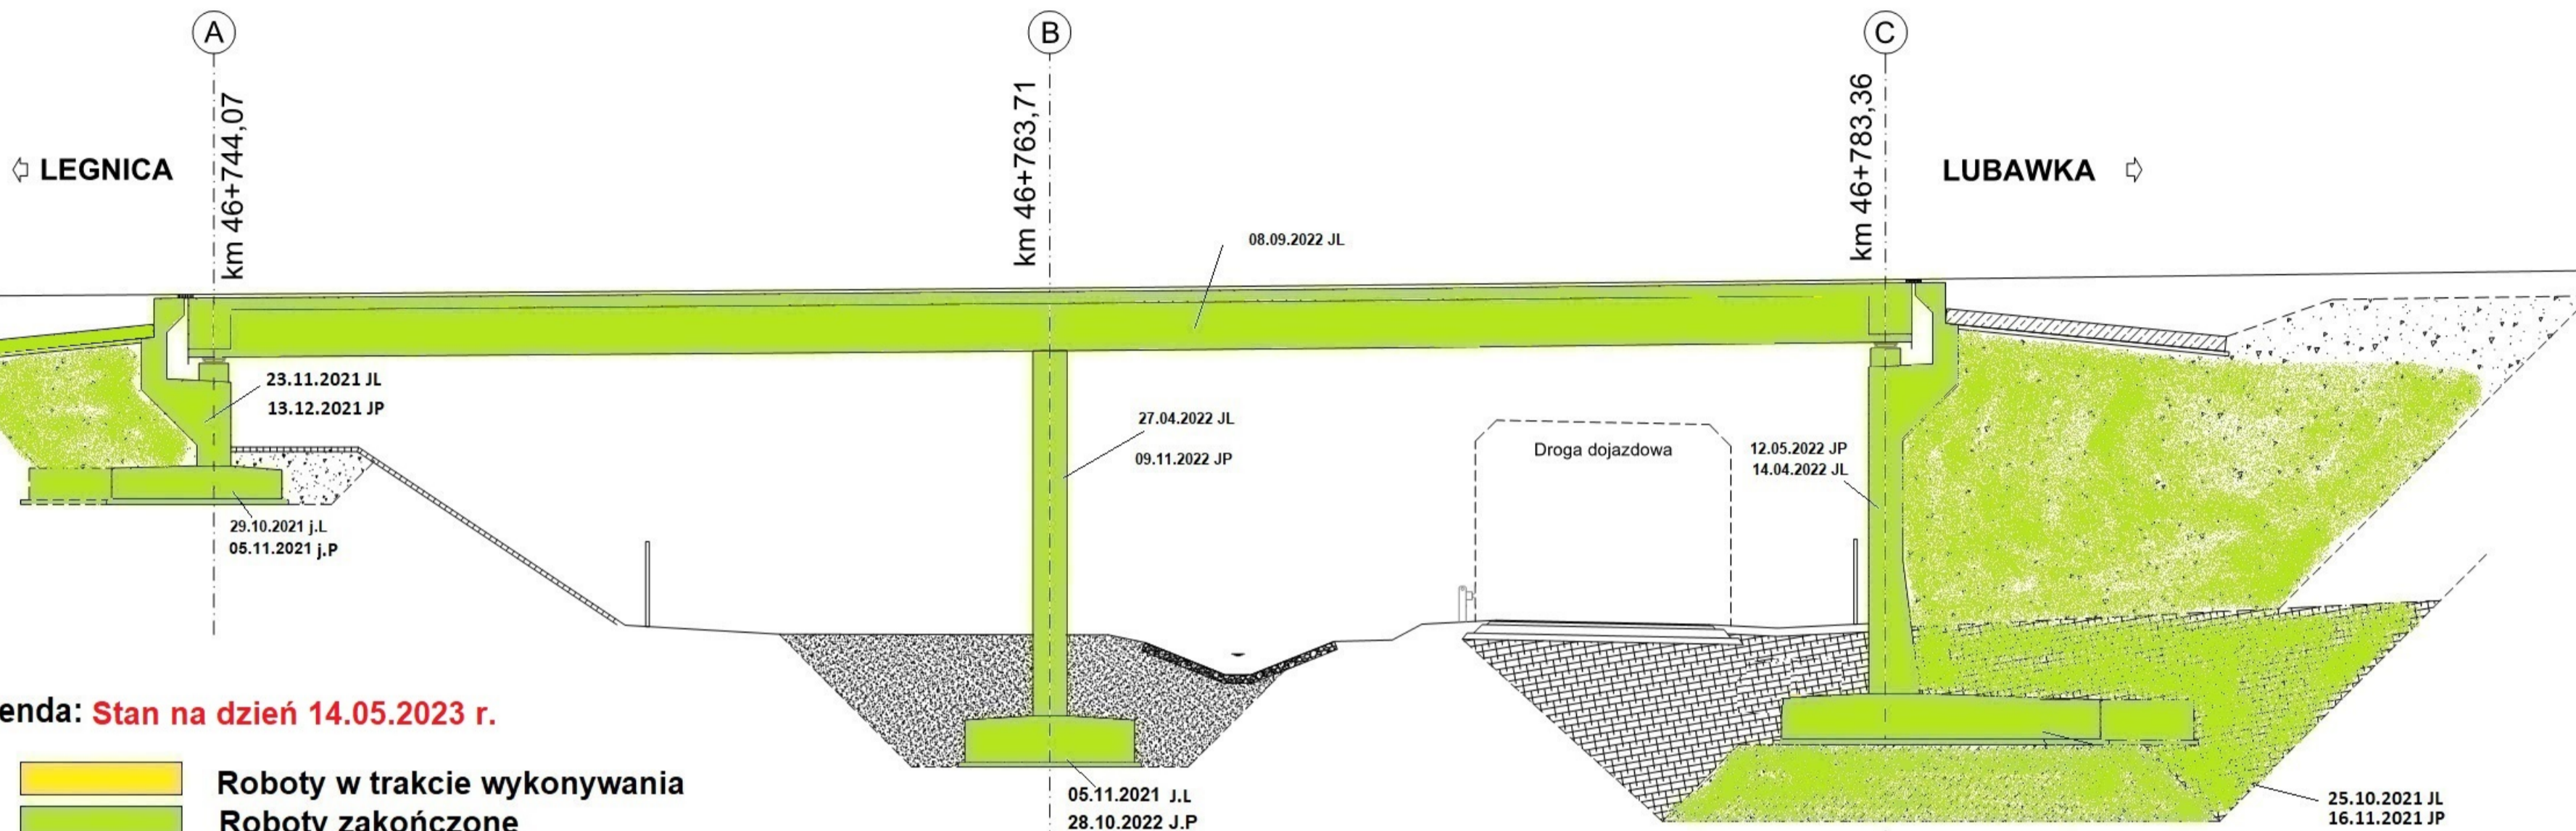 A
B
C
km 46+744,07
km 46+763,71
km 46+783,36
LEGNICA
LUBAWKA
08.09.2022 JL
23.11.2021 JL
13.12.2021 JP
27.04.2022 JL
09.11.2022 JP
Droga dojazdowa
12.05.2022 JP
14.04.2022 JL
29.10.2021 j.L
05.11.2021 j.P
enda: Stan na dzień 14.05.2023 r.
Roboty w trakcie wykonywania
Roboty zakończone
05.11.2021 J.L
28.10.2022 J.P
25.10.2021 JL
16.11.2021 JP